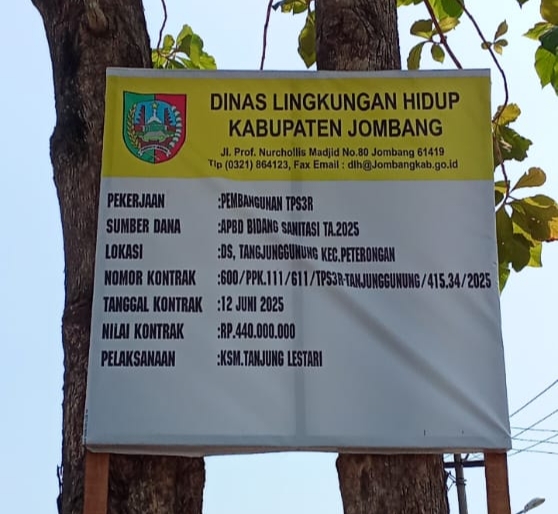 DINAS LINGKUNGAN HIDUP
KABUPATEN JOMBANG
Jl. Prof. Nurchollis Madjid No.80 Jombang 61419
Tlp (0321) 864123, Fax Email : dlh@Jombangkab.go.id
PEKERJAAN :PEMBANGUNAN TPS3R
SUMBER DANA :APBD BIDANG SANITASI TA.2025
LOKASI :DS, TANGJUNGGUNUNG KEC.PETERONGAN
NOMOR KONTRAK :600/PPK.111/611/TPS3R-TANJUNGGUNUNG/415.34/2025
TANGGAL KONTRAK :12 JUNI 2025
NILAI KONTRAK :RP.440.000.000
PELAKSANAAN :KSM.TANJUNG LESTARI